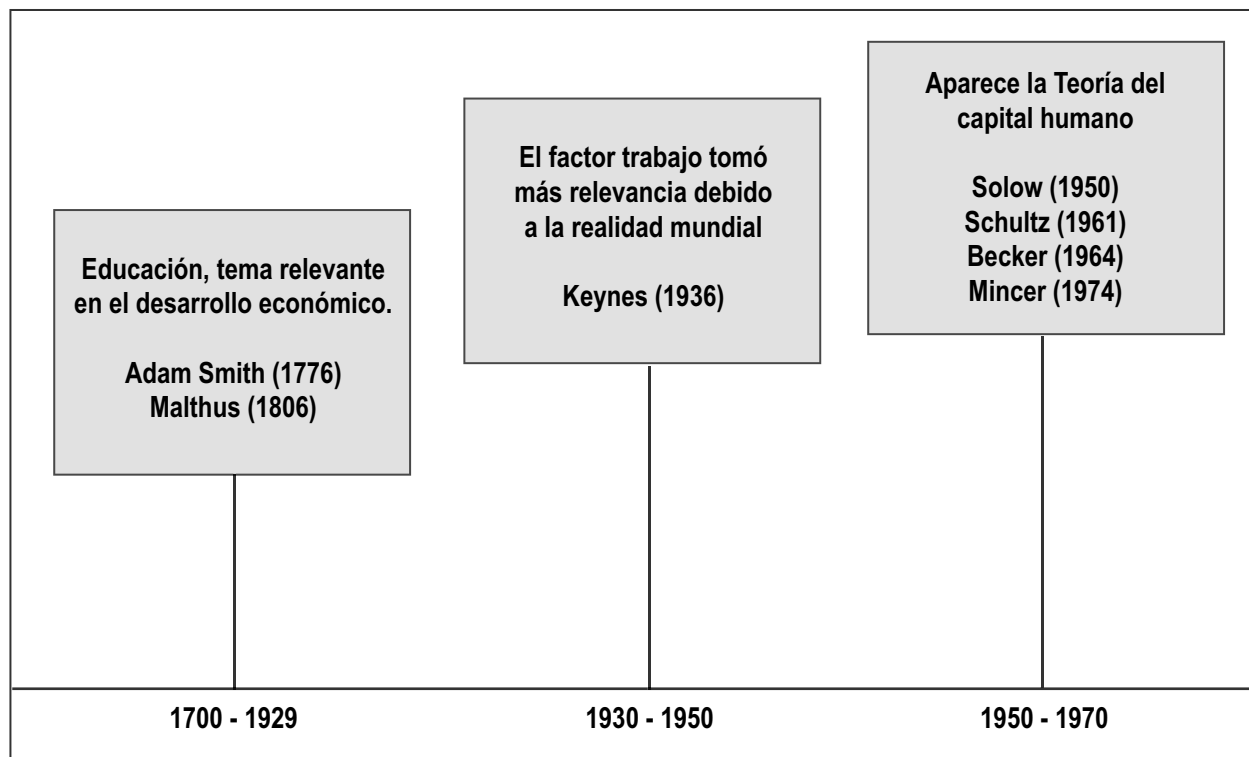 Educación, tema relevante
en el desarrollo económico.
Adam Smith (1776)
Malthus (1806)
El factor trabajo tomó
más relevancia debido
a la realidad mundial
Keynes (1936)
Aparece la Teoría del
capital humano
Solow (1950)
Schultz (1961)
Becker (1964)
Mincer (1974)
1700 - 1929
1930 - 1950
1950 - 1970